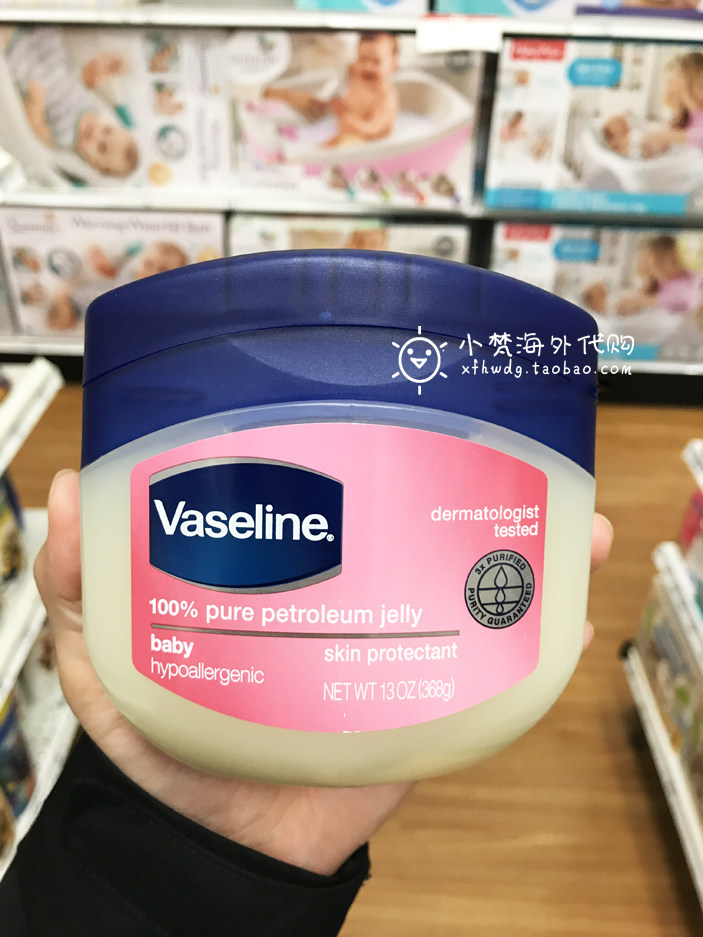 小梵海外代购
xfhwdg.taobao.com
Vaseline.
dermatologist
tested
3X PURIFIED
PURITY GUARANTEED
100% pure petroleum jelly
baby
skin protectant
hypoallergenic
NET WT 13 OZ (368g)